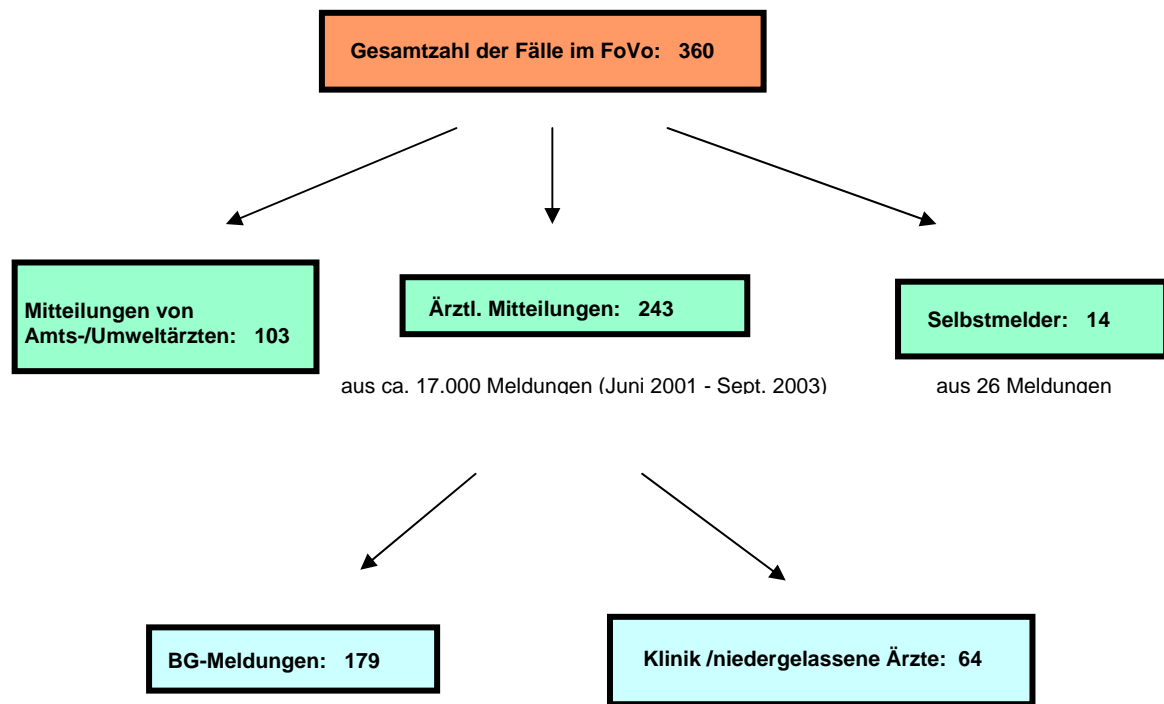 Gesamtzahl der Fälle im FoVo: 360
Mitteilungen von
Amts-/Umweltärzten: 103
Ärztl. Mitteilungen: 243
Selbstmelder: 14
aus ca. 17.000 Meldungen (Juni 2001 - Sept. 2003)
aus 26 Meldungen
BG-Meldungen: 179
Klinik /niedergelassene Ärzte: 64